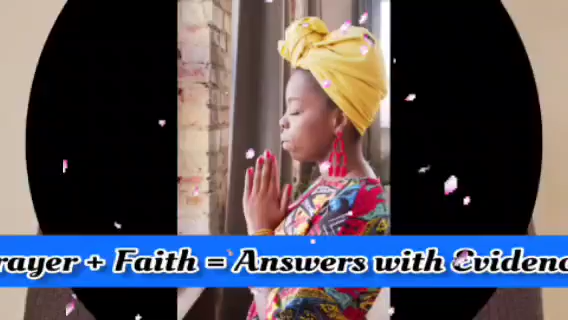 rayer + Faith = Answers with Evidenc